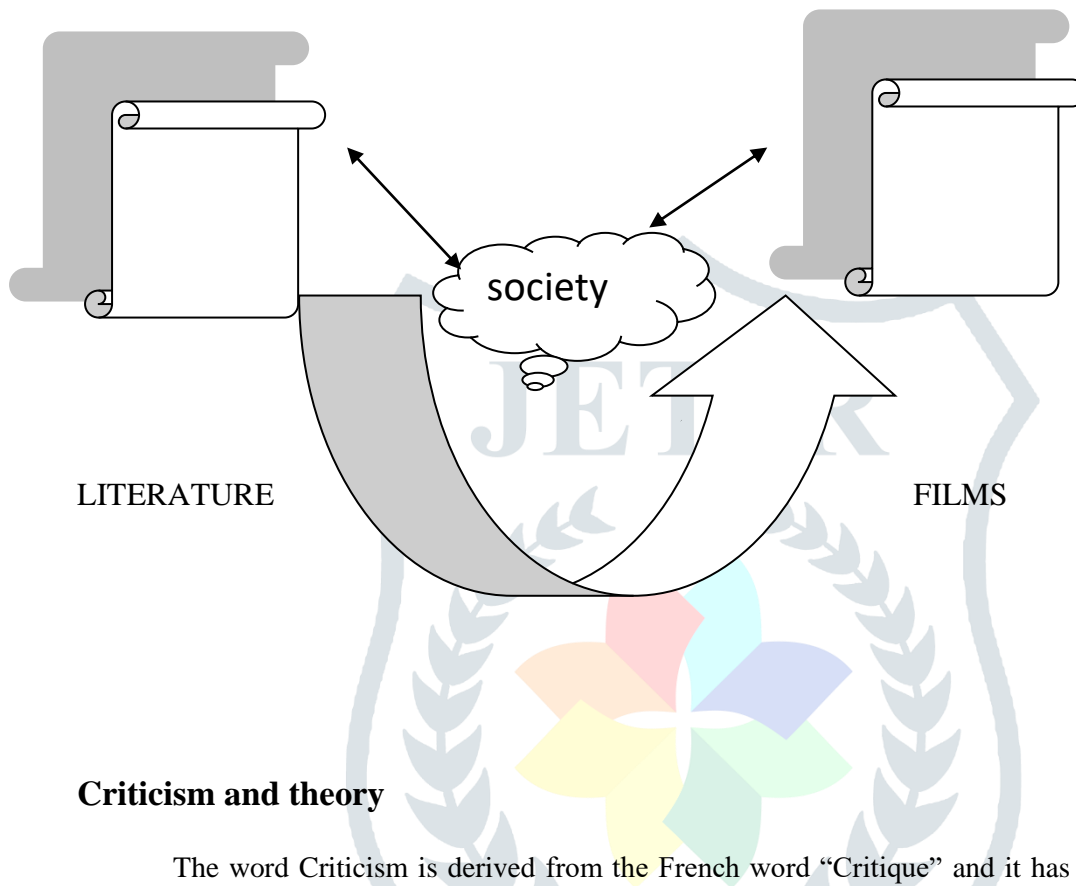 society
JETIR
LITERATURE
FILMS
Criticism and theory
The word Criticism is derived from the French word “Critique” and it has